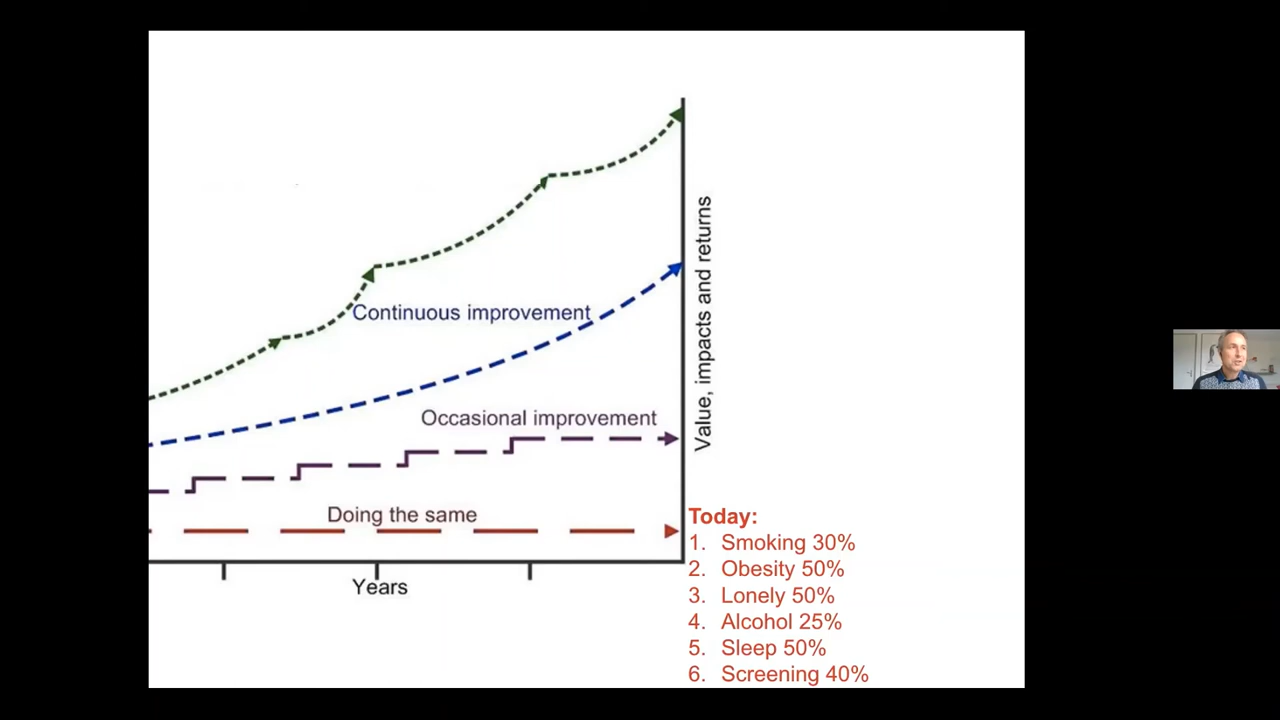 Continuous improvement
Value, impacts and returns
Occasional improvement
Doing the same
Years
Today:
1. Smoking 30%
2. Obesity 50%
3. Lonely 50%
4. Alcohol 25%
5. Sleep 50%
6. Screening 40%